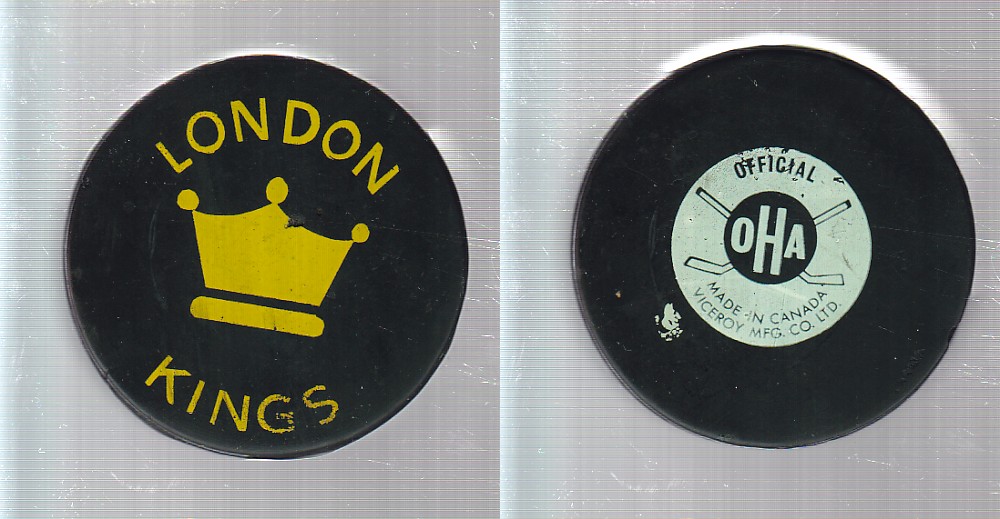 LONDON
KINGS
OFFICIAL
OHA
MADE IN CANADA
VICEROY MFG. CO. LTD.